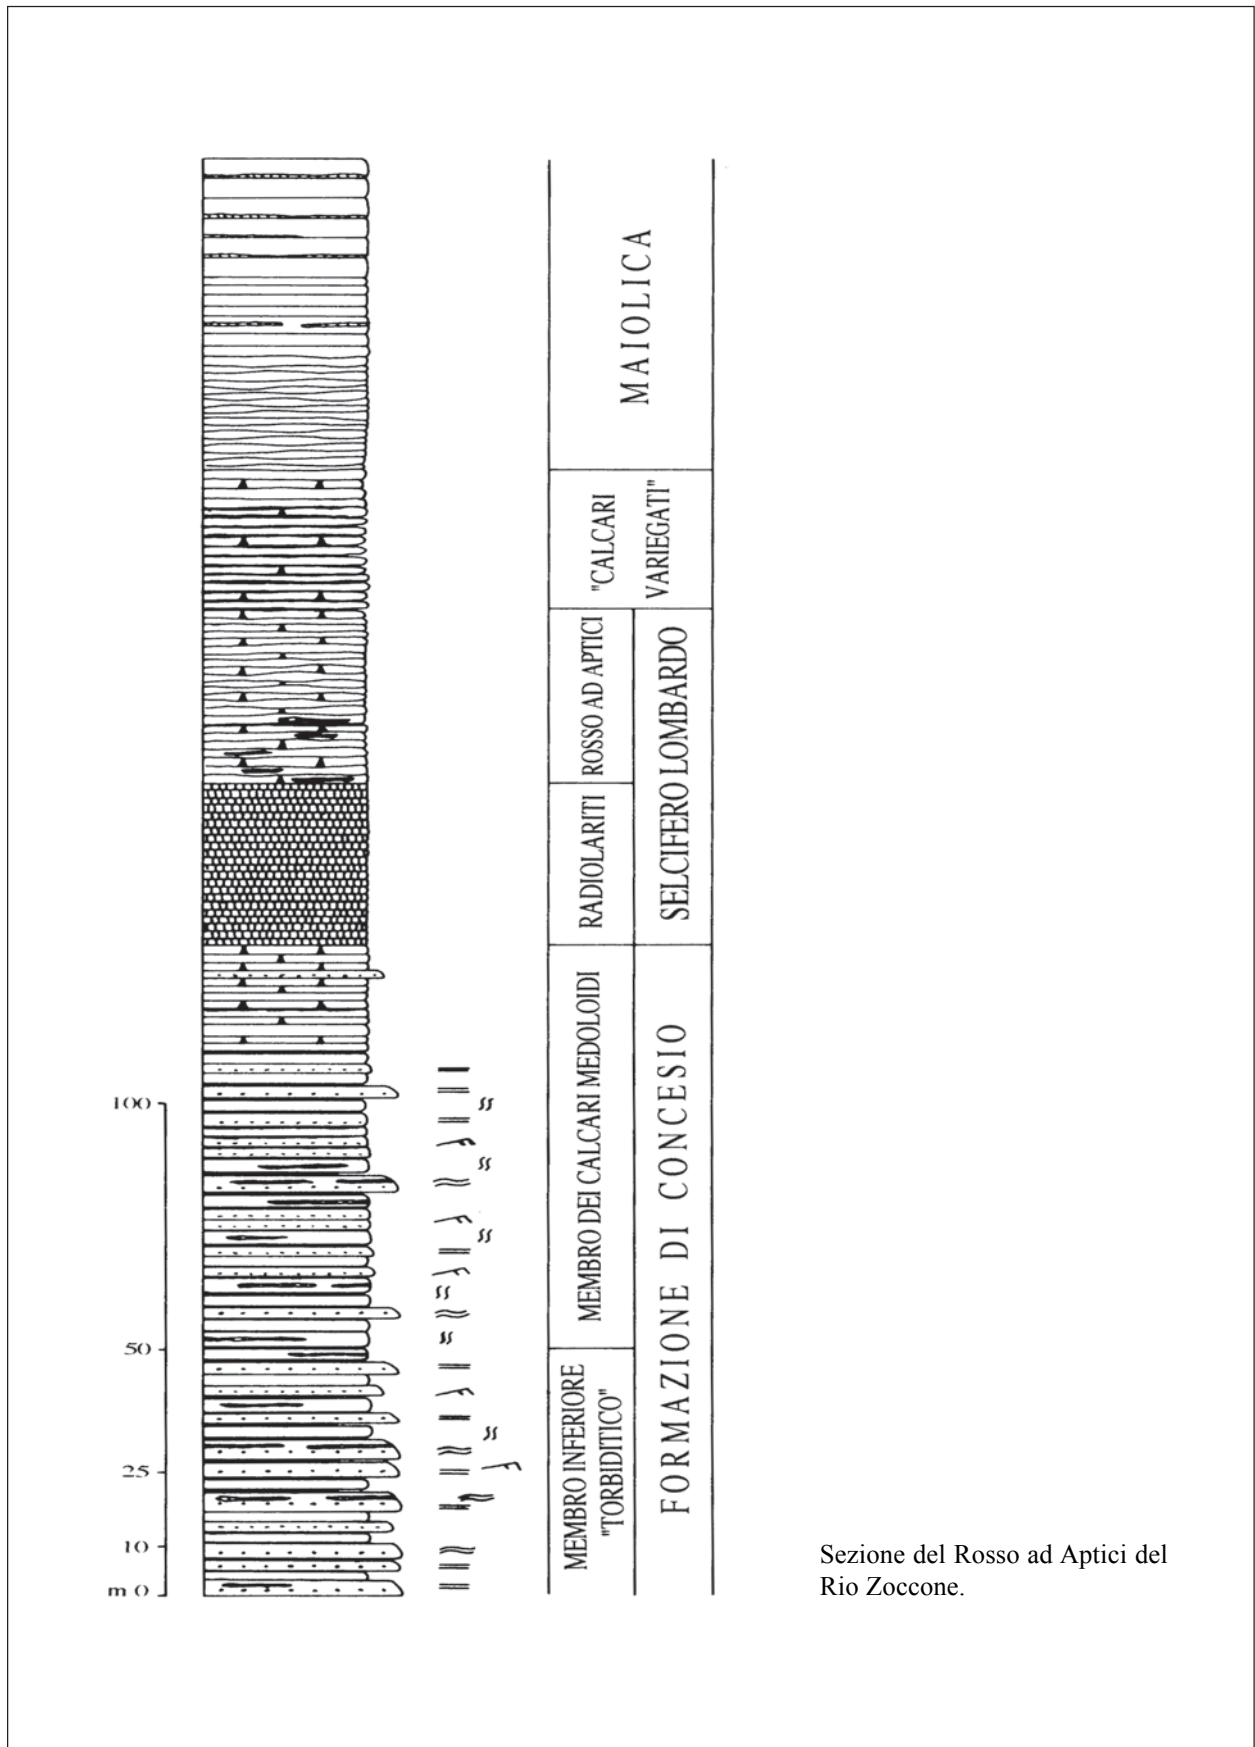 MAIOLICA
"CALCARI
VARIEGATI"
ROSSO AD APTICI
SELCIFERO LOMBARDO
RADIOLARITI
MEMBRO DEI CALCARI MEDOLOIDI
FORMAZIONE DI CONCESIO
MEMBRO INFERIORE
"TORBIDITICO"
100
50
25
10
m 0
Sezione del Rosso ad Aptici del
Rio Zoccone.